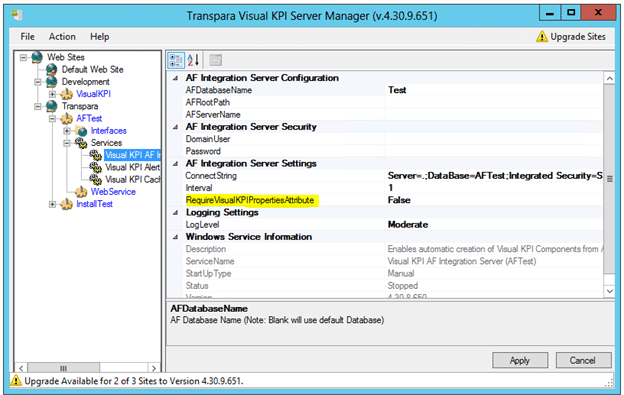 Transpara Visual KPI Server Manager (v.4.30.9.651)
File Action Help
Upgrade Sites
Web Sites
Default Web Site
Development
VisualKPI
Transpara
AFTest
Interfaces
Services
Visual KPI AF I
Visual KPI Alert
Visual KPI Cac
WebService
InstallTest
AF Integration Server Configuration
AFDatabaseName Test
AFRootPath
AFServerName
AF Integration Server Security
DomainUser
Password
AF Integration Server Settings
ConnectString Server=.;DataBase=AFTest;Integrated Security=S
Interval 1
RequireVisualKPIPropertiesAttribute False
Logging Settings
LogLevel Moderate
Windows Service Information
Description Enables automatic creation of Visual KPI Components from A
ServiceName Visual KPI AF Integration Server (AFTest)
StartUpType Manual
Status Stopped
Version 4.30.8.650
AFDatabaseName
AF Database Name (Note: Blank will use default Database)
Apply Cancel
Upgrade Available for 2 of 3 Sites to Version 4.30.9.651.